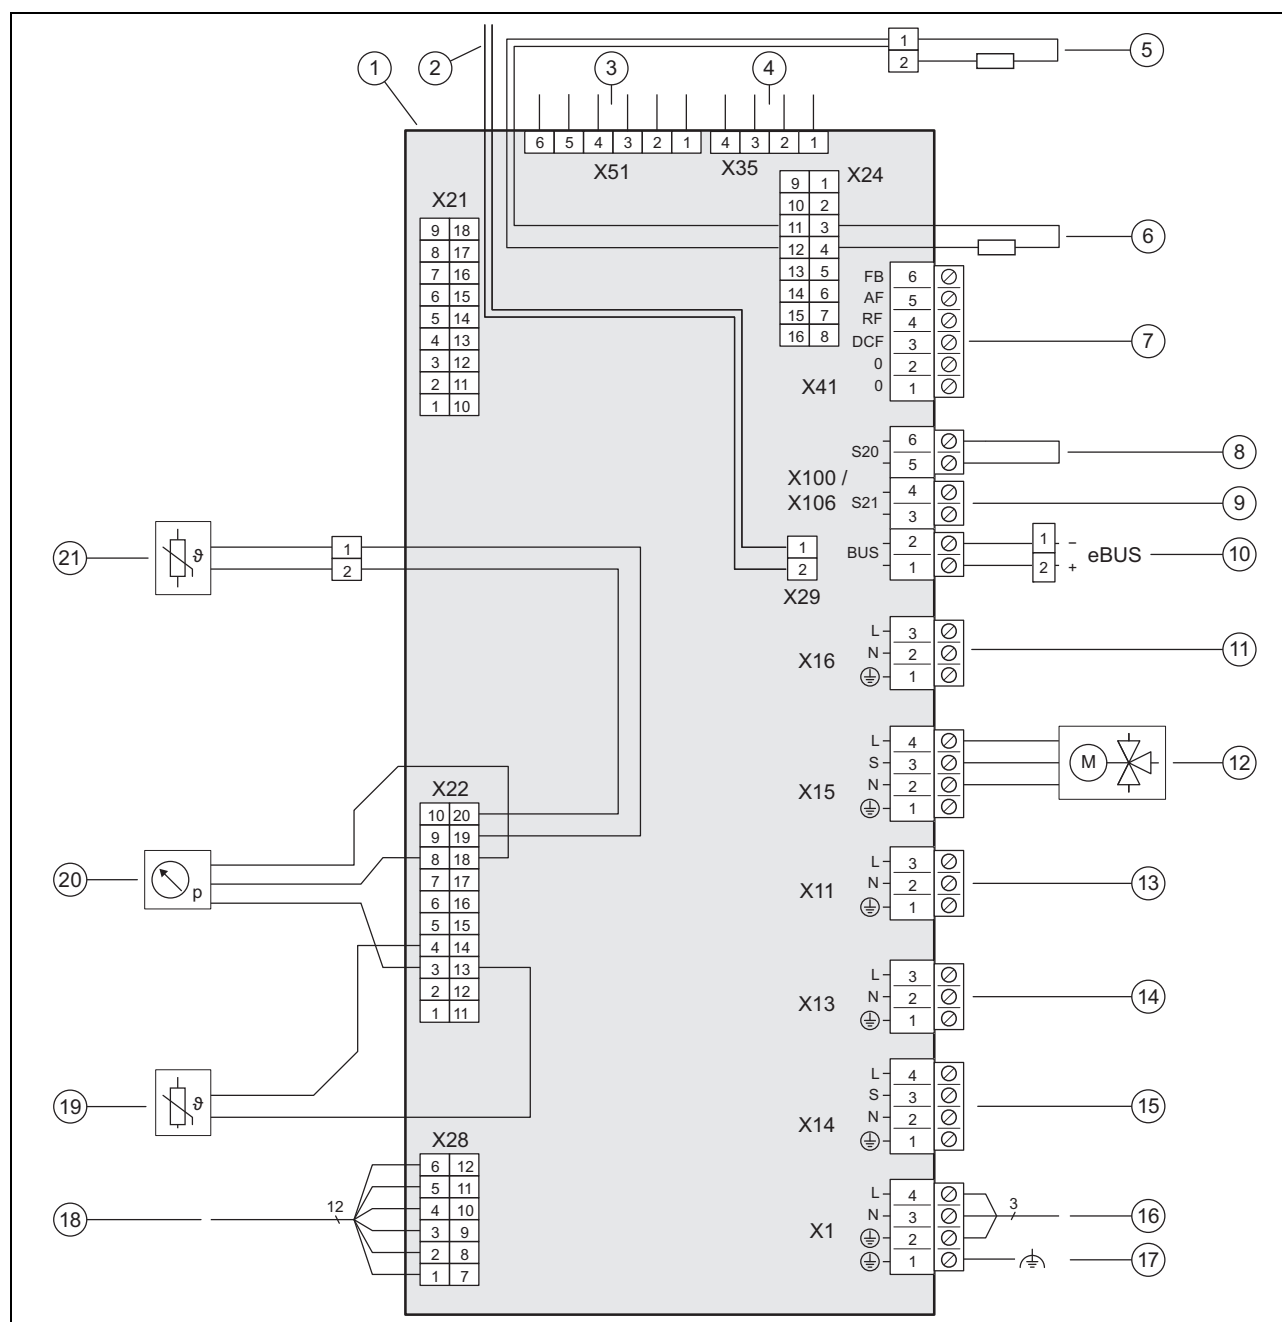 1
2
3
4
5
1
2
6 5 4 3 2 1
4 3 2 1
X51
X35
X24
9 1
10 2
11 3
12 4
13 5
14 6
15 7
16 8
6
X21
9 18
8 17
7 16
6 15
5 14
4 13
3 12
2 11
1 10
FB 6
AF 5
RF 4
DCF 3
0 2
0 1
X41
7
X100 /
X106
S20
6
5
8
S21
4
3
9
BUS
2
1
1 –
2 +
eBUS
10
1
2
X29
21
ϑ
1
2
X16
L 3
N 2
1
11
X15
L 4
S 3
N 2
1
M
12
X22
10 20
9 19
8 18
7 17
6 16
5 15
4 14
3 13
2 12
1 11
20
p
X11
L 3
N 2
1
13
X13
L 3
N 2
1
14
19
ϑ
X14
L 4
S 3
N 2
1
15
X28
6 12
5 11
4 10
3 9
2 8
1 7
18
12
X1
L 4
N 3
2
1
3
16
17